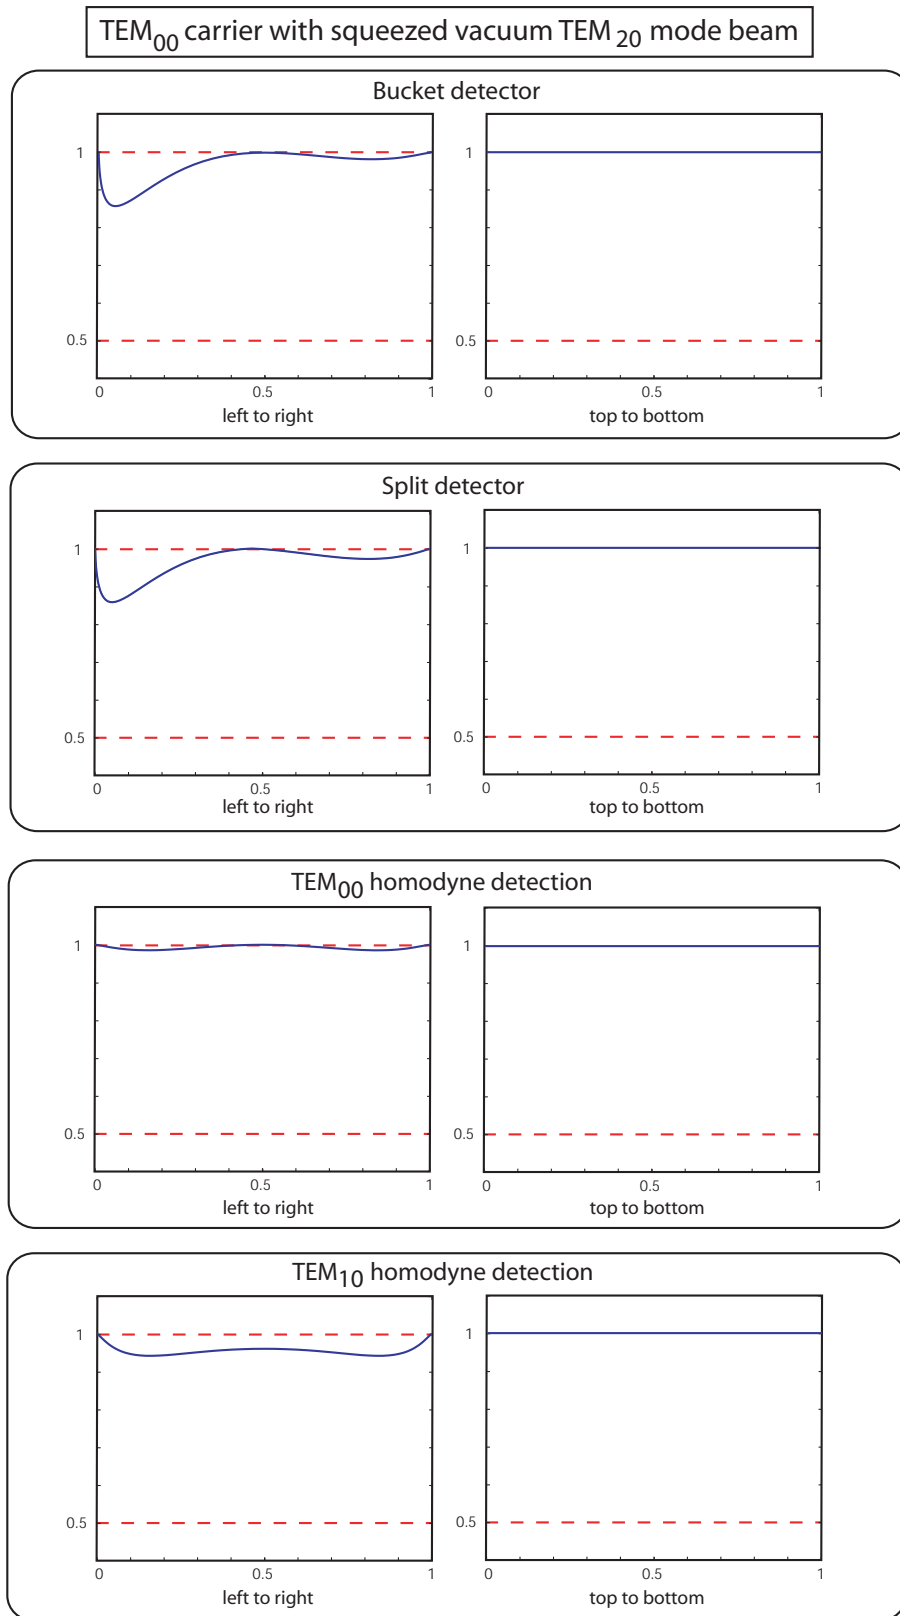 TEM00 carrier with squeezed vacuum TEM 20 mode beam
Bucket detector
1
0.5
0 0.5 1
left to right
1
0.5
0 0.5 1
top to bottom
Split detector
1
0.5
0 0.5 1
left to right
1
0.5
0 0.5 1
top to bottom
TEM00 homodyne detection
1
0.5
0 0.5 1
left to right
1
0.5
0 0.5 1
top to bottom
TEM10 homodyne detection
1
0.5
0 0.5 1
left to right
1
0.5
0 0.5 1
top to bottom